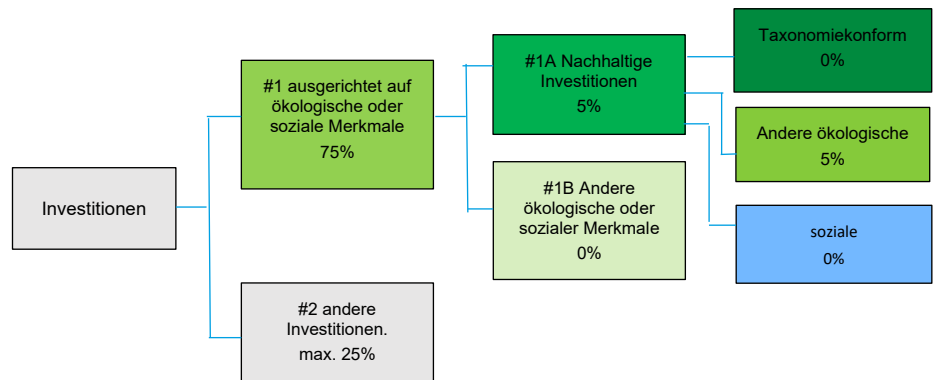 Investitionen
#1 ausgerichtet auf
ökologische oder
soziale Merkmale
75%
#2 andere
Investitionen.
max. 25%
#1A Nachhaltige
Investitionen
5%
#1B Andere
ökologische oder
sozialer Merkmale
0%
Taxonomiekonform
0%
Andere ökologische
5%
soziale
0%